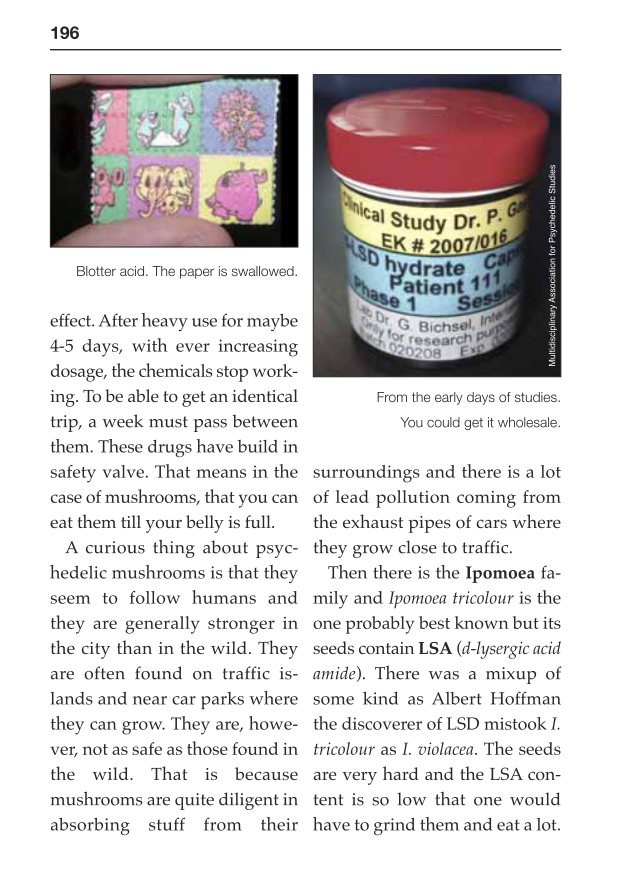 196
Blotter acid. The paper is swallowed.
effect. After heavy use for maybe
4-5 days, with ever increasing
dosage, the chemicals stop work-
ing. To be able to get an identical
trip, a week must pass between
them. These drugs have build in
safety valve. That means in the
case of mushrooms, that you can
eat them till your belly is full.
A curious thing about psyc-
hedelic mushrooms is that they
seem to follow humans and
they are generally stronger in
the city than in the wild. They
are often found on traffic is-
lands and near car parks where
they can grow. They are, howe-
ver, not as safe as those found in
the wild. That is because
mushrooms are quite diligent in
absorbing stuff from their
Clinical Study Dr. P. 
EK # 2007/016
LSD hydrate
Patient 111
Phase 1
Lab Dr. G. Bichsel,
Only for research
020208 Exp.
Multidisciplinary Association for Psychedelic Studies
From the early days of studies.
You could get it wholesale.
surroundings and there is a lot
of lead pollution coming from
the exhaust pipes of cars where
they grow close to traffic.
Then there is the Ipomoea fa-
mily and Ipomoea tricolour is the
one probably best known but its
seeds contain LSA (d-lysergic acid
amide). There was a mixup of
some kind as Albert Hoffman
the discoverer of LSD mistook I.
tricolour as I. violacea. The seeds
are very hard and the LSA con-
tent is so low that one would
have to grind them and eat a lot.